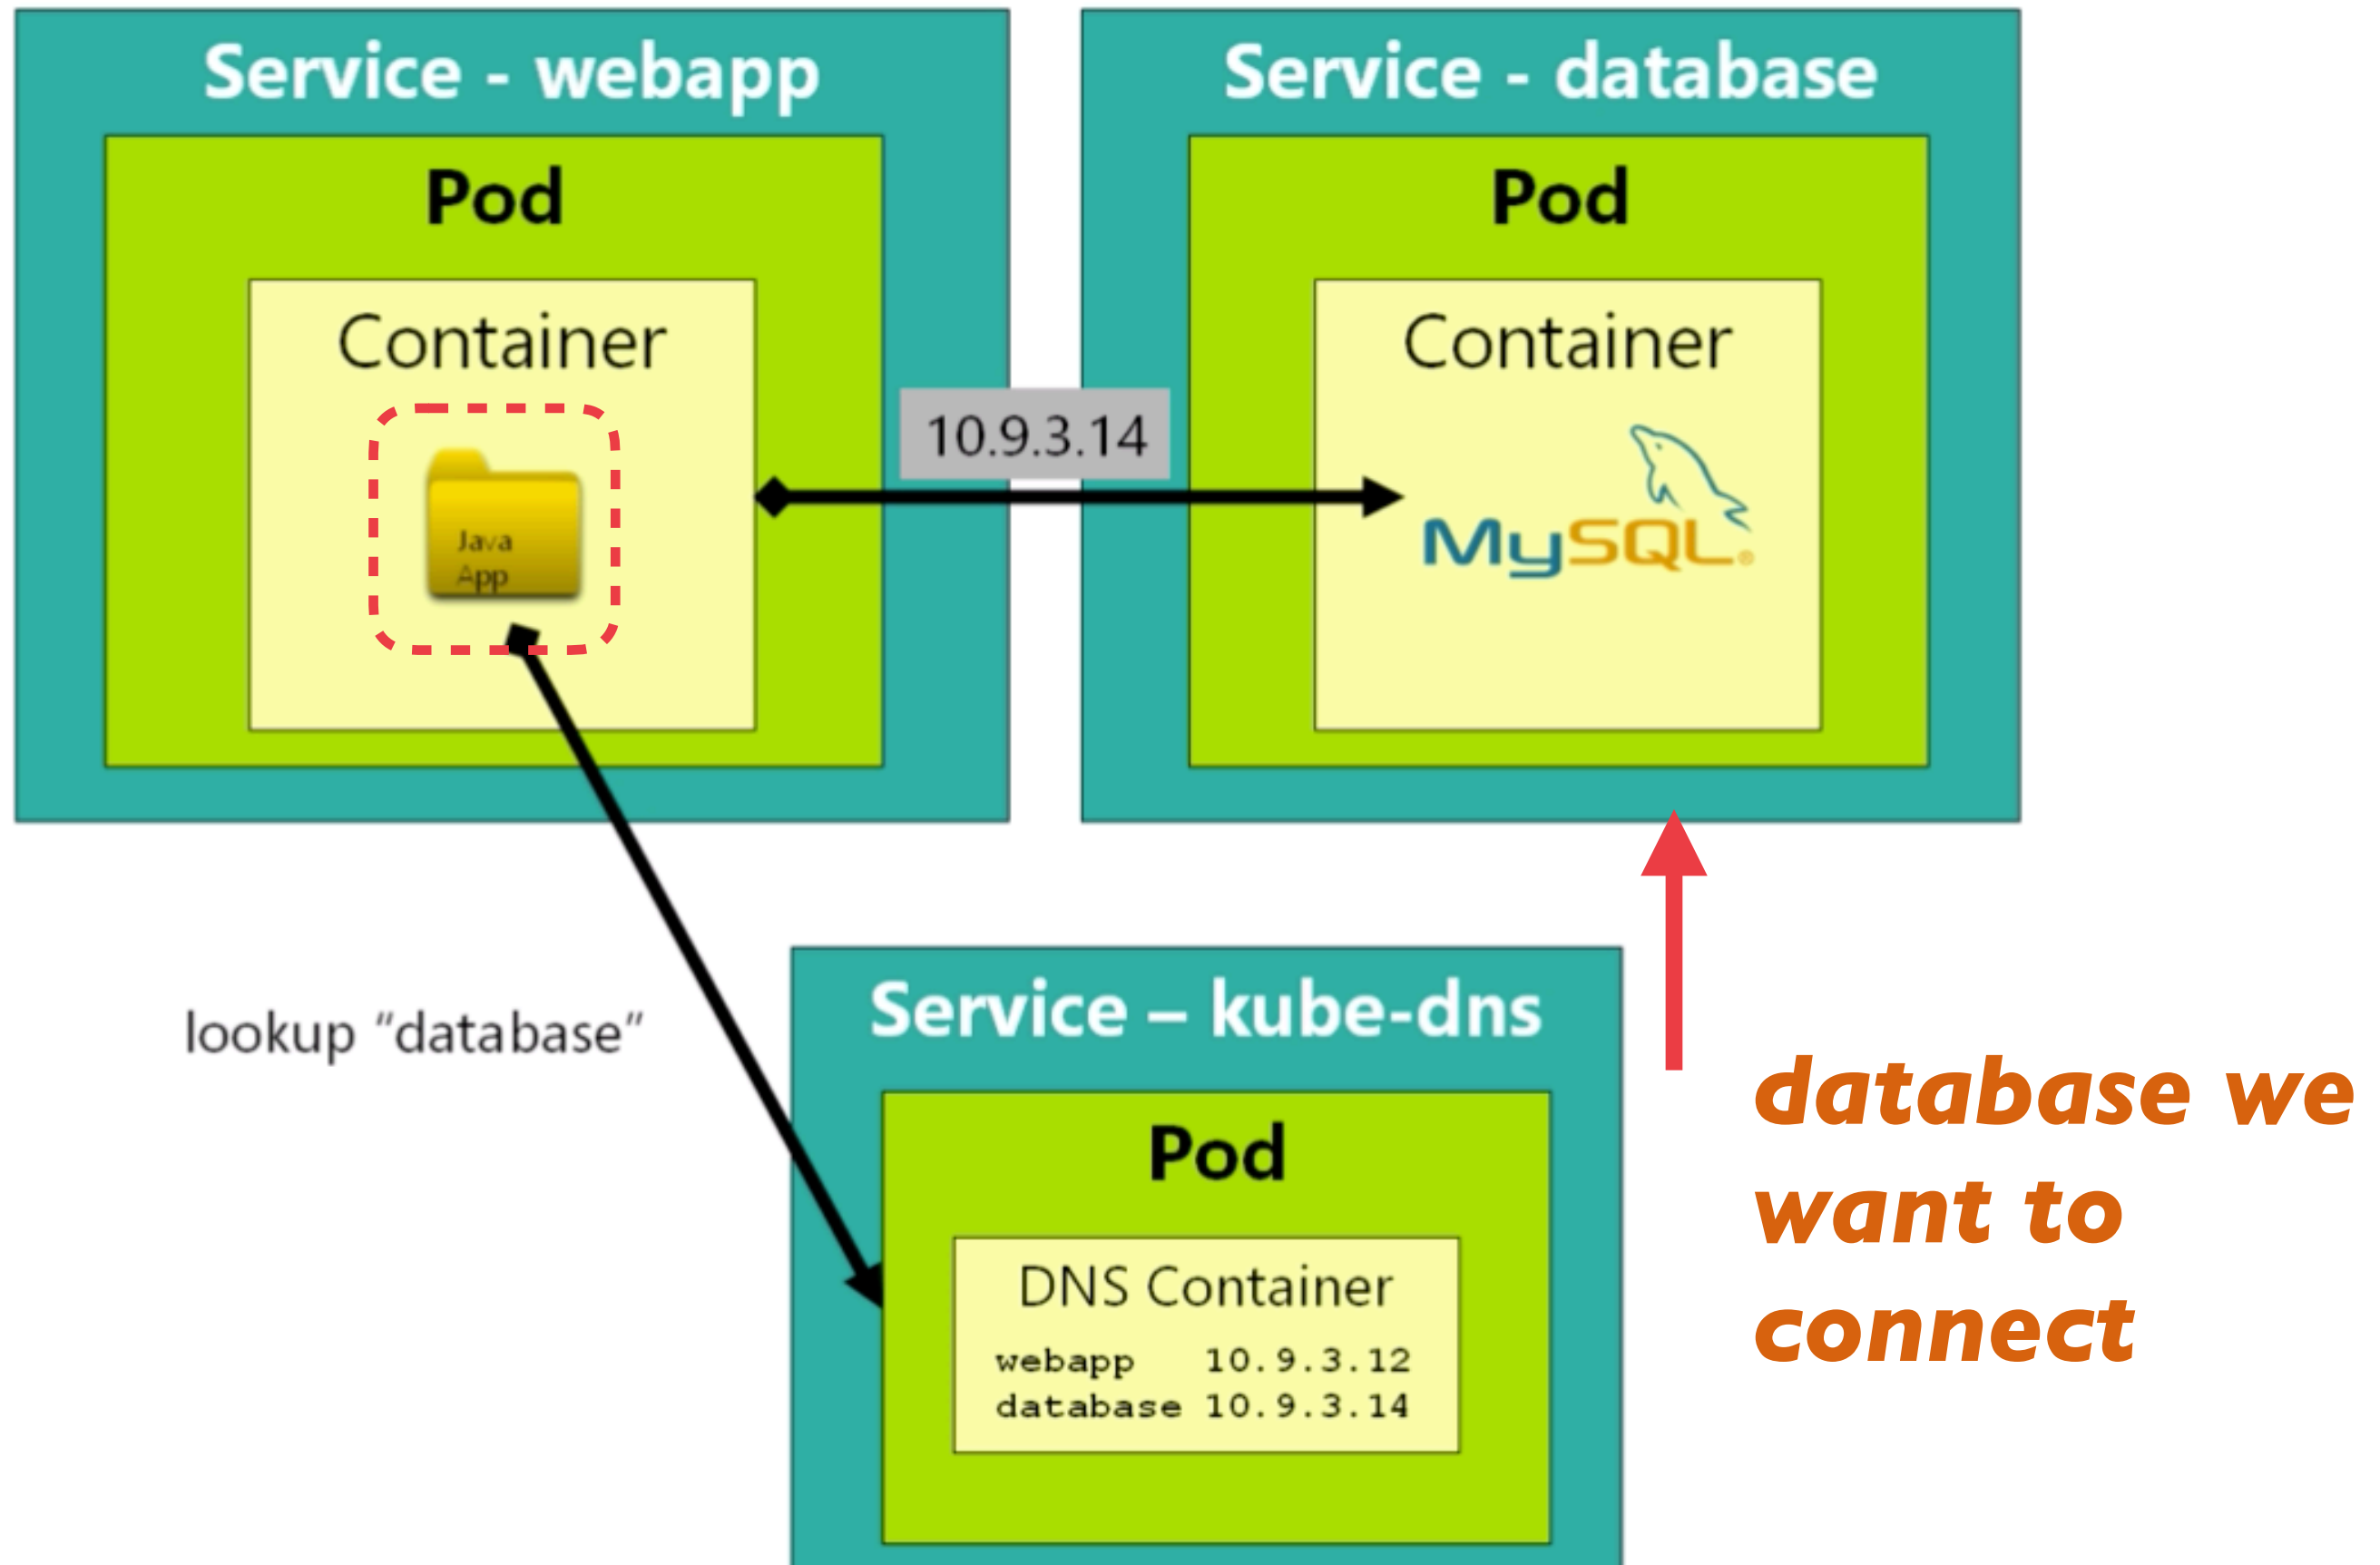 Service - webapp
Pod
Container
Java
App
10.9.3.14
Service - database
Pod
Container
MySQL®
lookup “database”
Service – kube-dns
Pod
DNS Container
webapp 10.9.3.12
database 10.9.3.14
database we
want to
connect